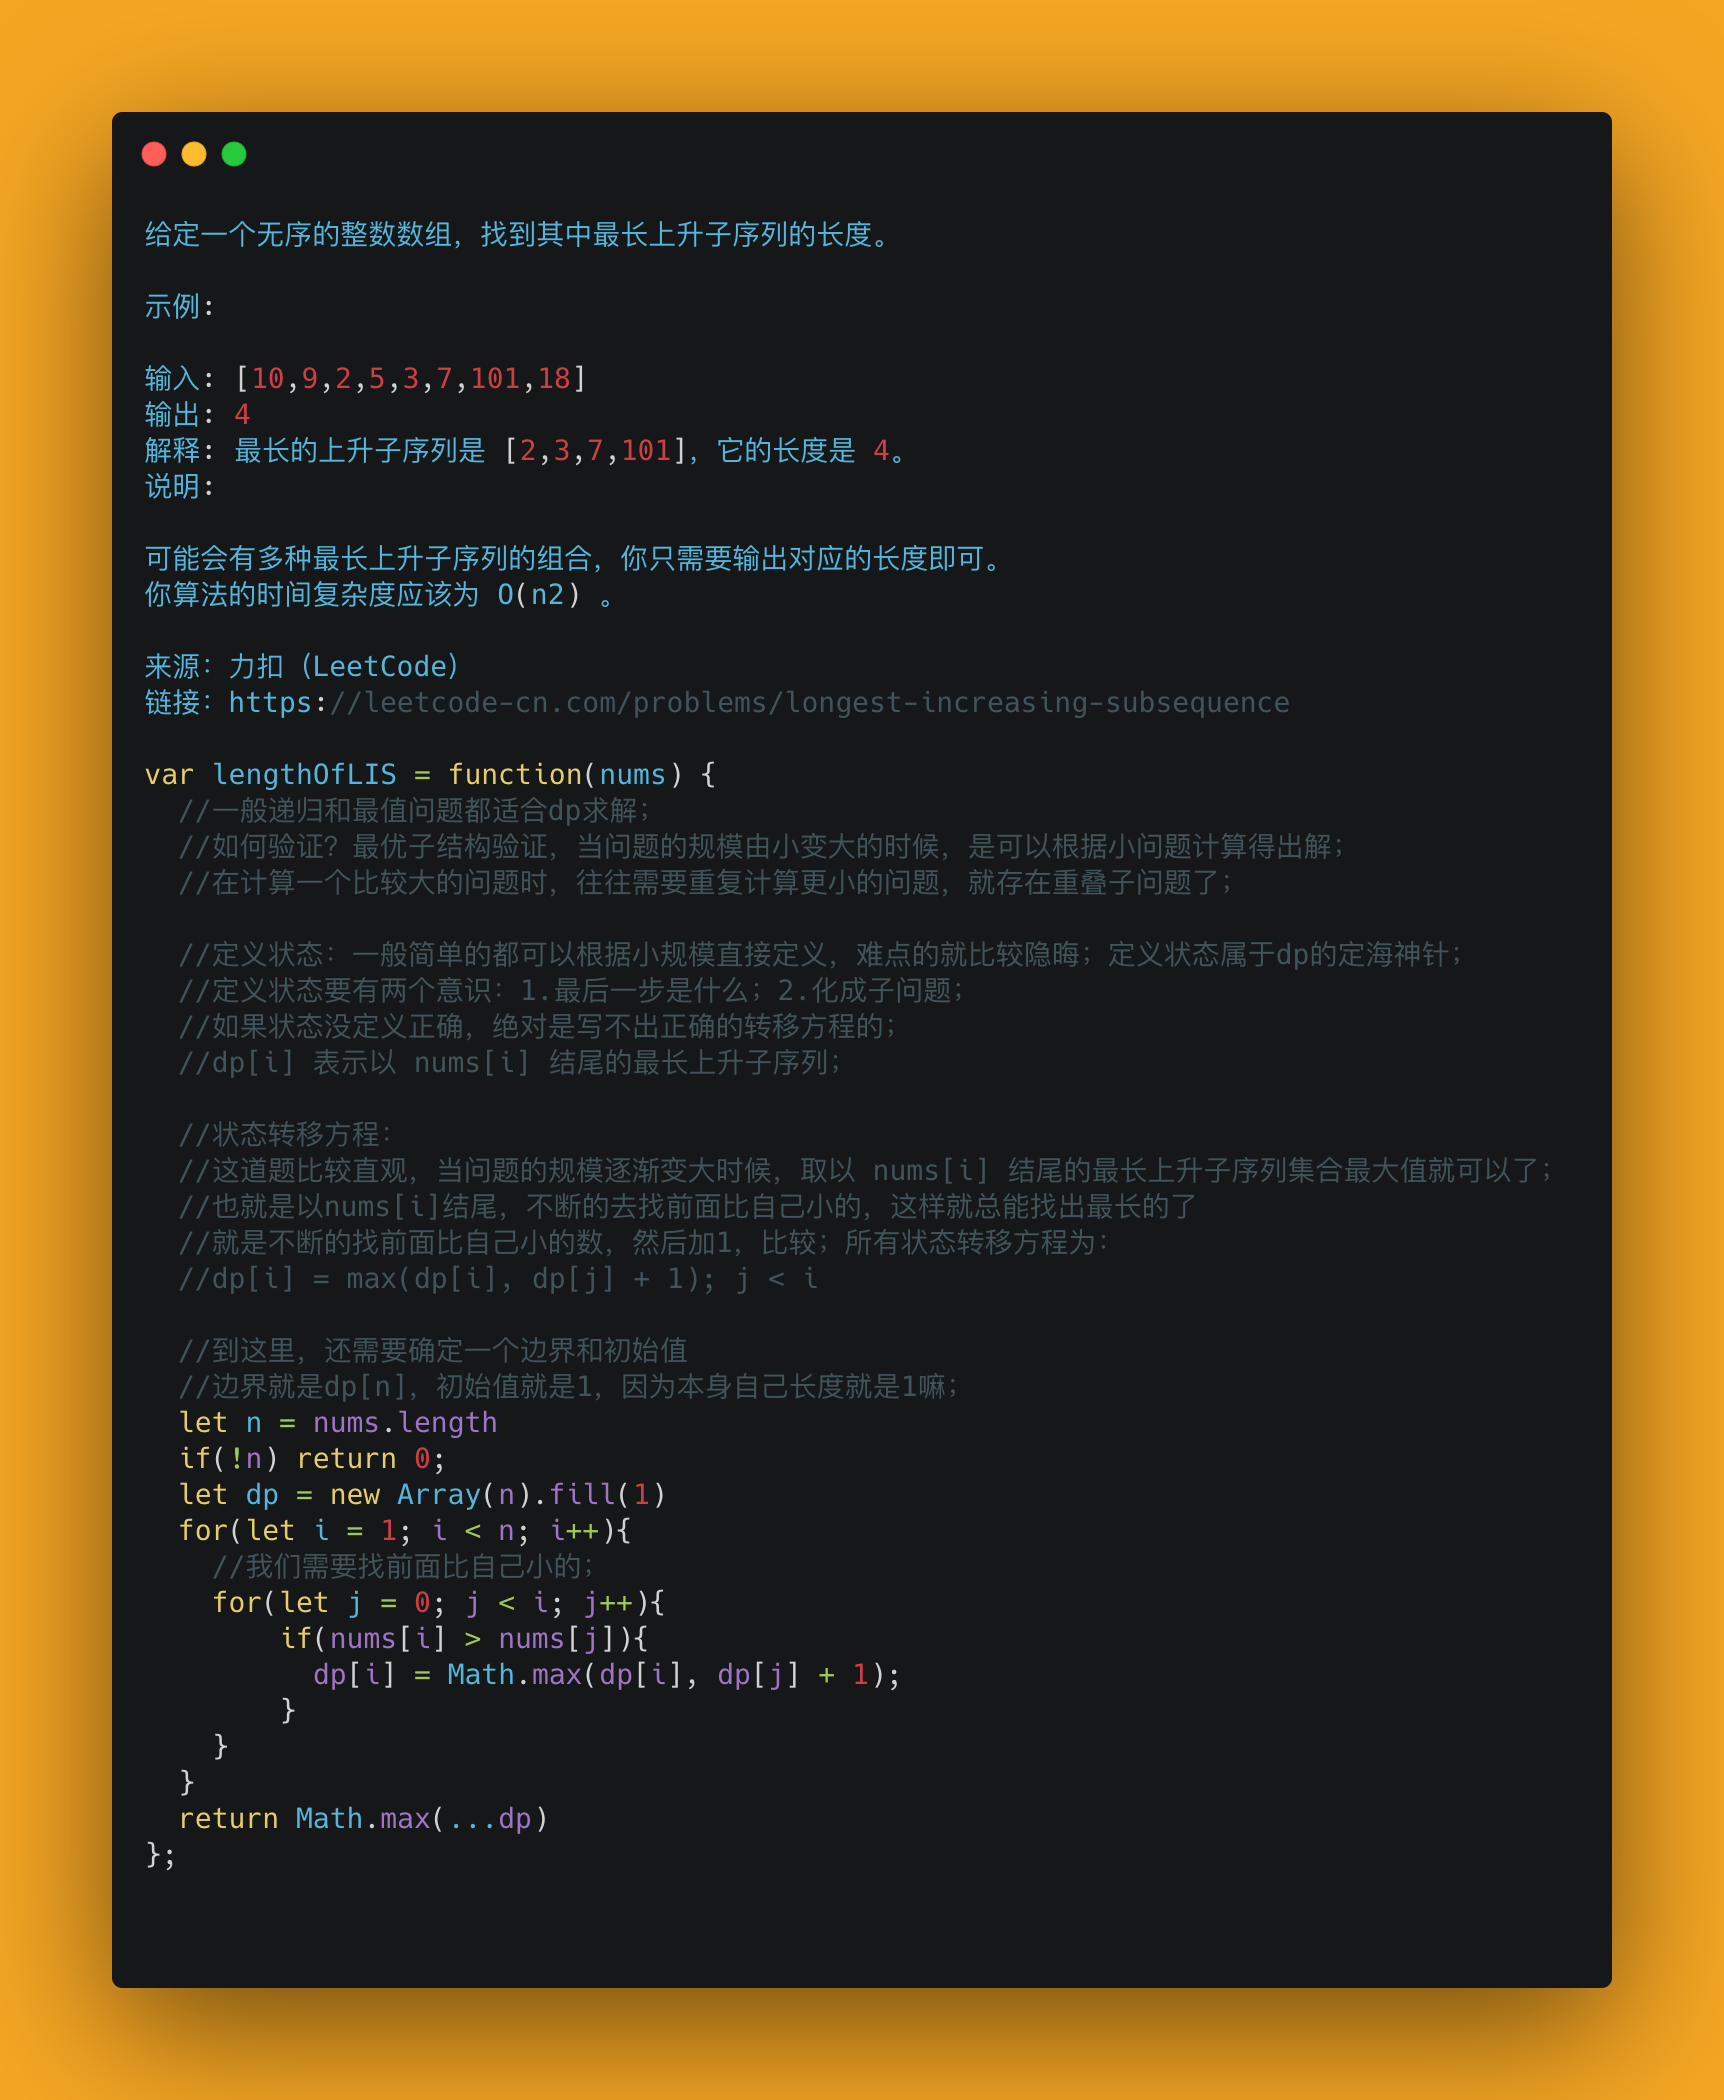 给定一个无序的整数数组，找到其中最长上升子序列的长度。
示例:
输入: [10,9,2,5,3,7,101,18]
输出: 4
解释: 最长的上升子序列是 [2,3,7,101]，它的长度是 4。
说明:
可能会有多种最长上升子序列的组合，你只需要输出对应的长度即可。
你算法的时间复杂度应该为 O(n2) 。
来源：力扣（LeetCode）
链接：https://leetcode-cn.com/problems/longest-increasing-subsequence
var lengthOfLIS = function(nums) {
//一般递归和最值问题都适合dp求解；
//如何验证？最优子结构验证，当问题的规模由小变大的时候，是可以根据小问题计算得出解；
//在计算一个比较大的问题时，往往需要重复计算更小的问题，就存在重叠子问题了；
//定义状态：一般简单的都可以根据小规模直接定义，难点的就比较隐晦；定义状态属于dp的定海神针；
//定义状态要有两个意识：1.最后一步是什么；2.化成子问题；
//如果状态没定义正确，绝对是写不出正确的转移方程的；
//dp[i] 表示以 nums[i] 结尾的最长上升子序列；
//状态转移方程：
//这道题比较直观，当问题的规模逐渐变大时候，取以 nums[i] 结尾的最长上升子序列集合最大值就可以了；
//也就是以nums[i]结尾，不断的去找前面比自己小的，这样就总能找出最长的了
//就是不断的找前面比自己小的数，然后加1，比较；所有状态转移方程为：
//dp[i] = max(dp[i], dp[j] + 1); j < i
//到这里，还需要确定一个边界和初始值
//边界就是dp[n]，初始值就是1，因为本身自己长度就是1嘛；
let n = nums.length
if(!n) return 0;
let dp = new Array(n).fill(1)
for(let i = 1; i < n; i++){
//我们需要找前面比自己小的；
for(let j = 0; j < i; j++){
if(nums[i] > nums[j]){
dp[i] = Math.max(dp[i], dp[j] + 1);
}
}
}
return Math.max(...dp)
};